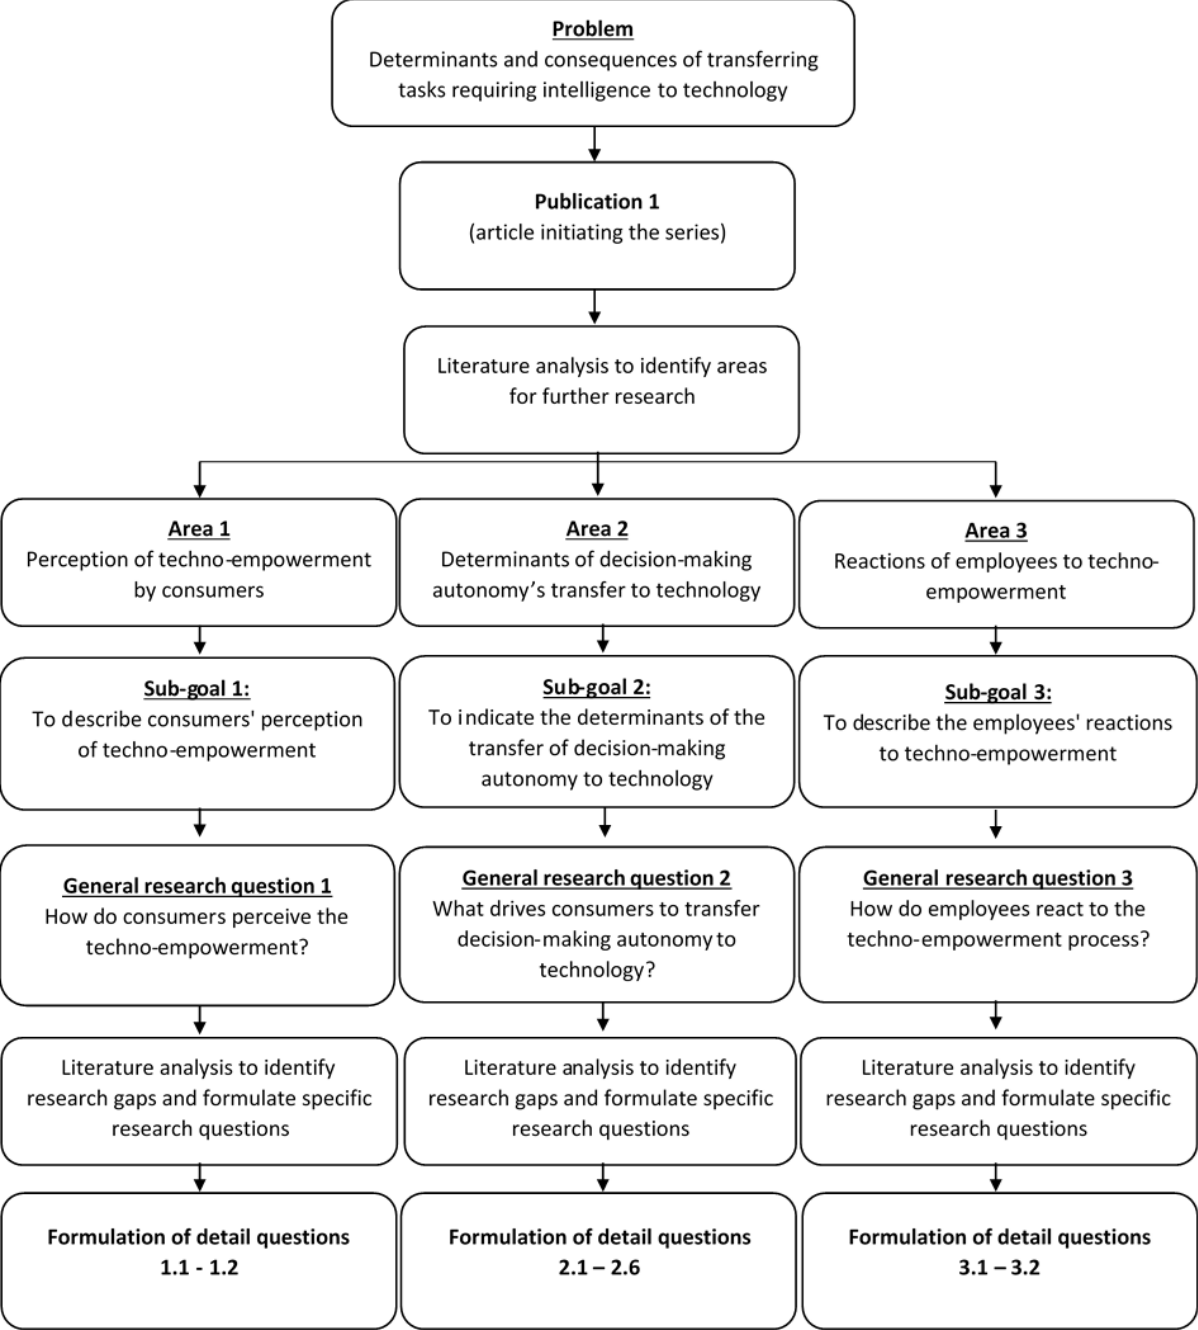 Problem
Determinants and consequences of transferring
tasks requiring intelligence to technology
Publication 1
(article initiating the series)
Literature analysis to identify areas
for further research
Area 1
Perception of techno-empowerment
by consumers
Area 2
Determinants of decision-making
autonomy's transfer to technology
Area 3
Reactions of employees to techno-
empowerment
Sub-goal 1:
To describe consumers' perception
of techno-empowerment
Sub-goal 2:
To indicate the determinants of the
transfer of decision-making
autonomy to technology
Sub-goal 3:
To describe the employees' reactions
to techno-empowerment
General research question 1
How do consumers perceive the
techno-empowerment?
General research question 2
What drives consumers to transfer
decision-making autonomy to
technology?
General research question 3
How do employees react to the
techno-empowerment process?
Literature analysis to identify
research gaps and formulate specific
research questions
Literature analysis to identify
research gaps and formulate specific
research questions
Literature analysis to identify
research gaps and formulate specific
research questions
Formulation of detail questions
1.1 - 1.2
Formulation of detail questions
2.1 – 2.6
Formulation of detail questions
3.1 – 3.2